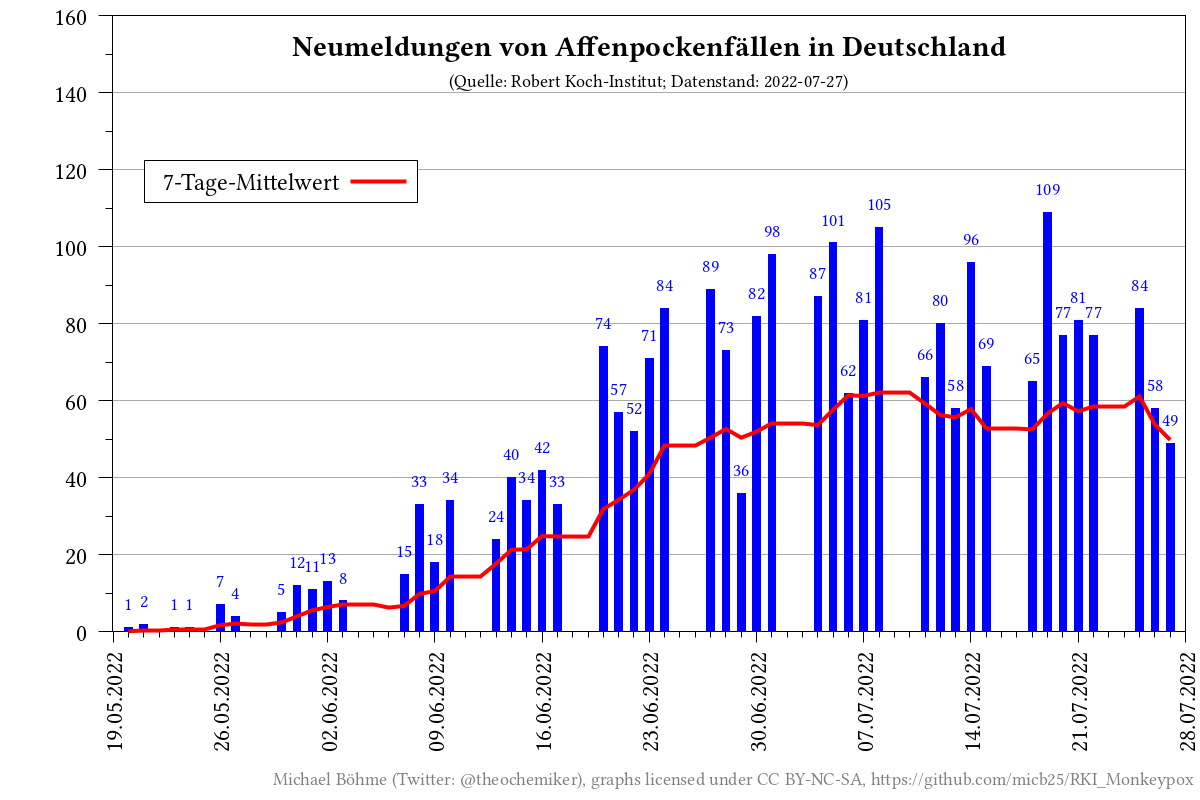 Neumeldungen von Affenpockenfällen in Deutschland
(Quelle: Robert Koch-Institut; Datenstand: 2022-07-27)
7-Tage-Mittelwert
160
140
120
100
80
60
40
20
0
1 2 1 1 7 4 5 12 11 13 8 15 33 18 34 24 40 34 42 33 74 57 52 71 84 89 73 36 82 98 87 101 62 81 105 66 80 58 96 69 65 109 77 81 77 84 58 49
19.05.2022 26.05.2022 02.06.2022 09.06.2022 16.06.2022 23.06.2022 30.06.2022 07.07.2022 14.07.2022 21.07.2022 28.07.2022
Michael Böhme (Twitter: @theochemiker), graphs licensed under CC BY-NC-SA, https://github.com/micb25/RKI_Monkeypox